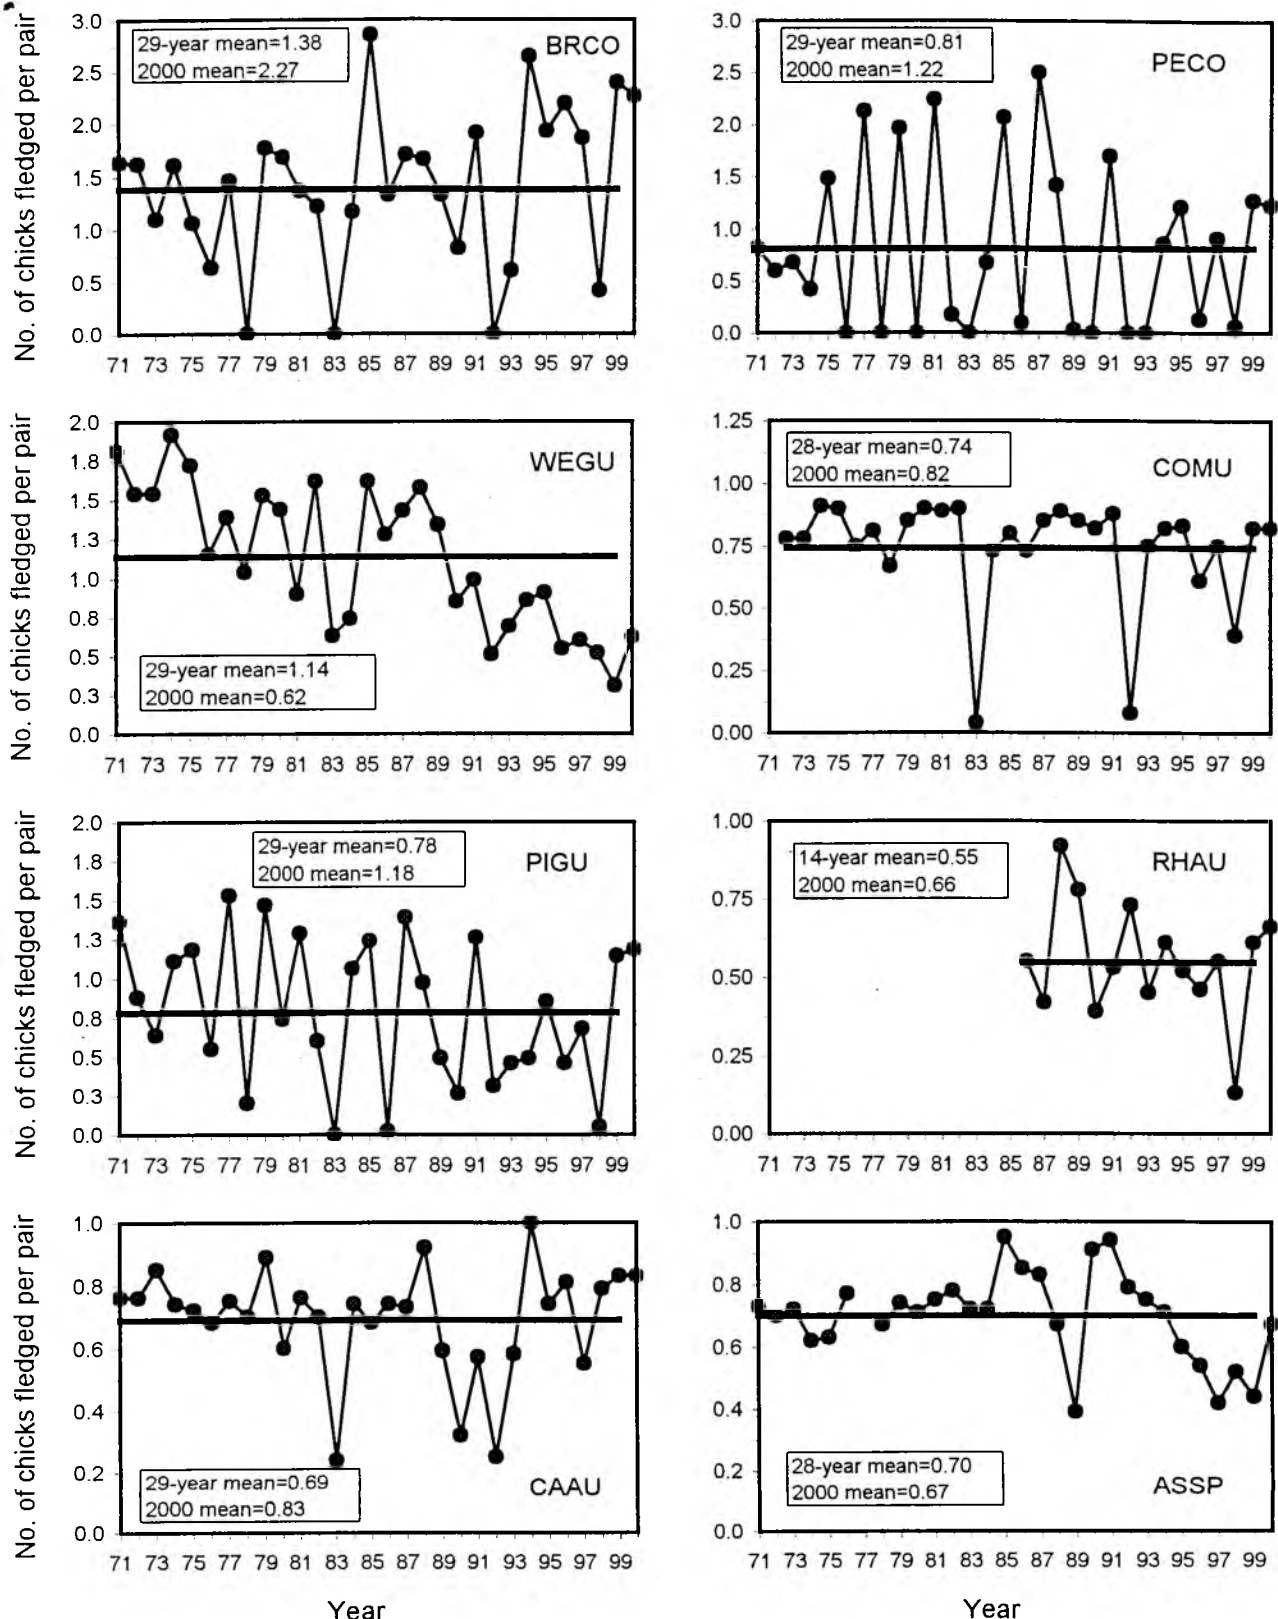 No. of chicks fledged per pair
3.0
2.5
2.0
1.5
1.0
0.5
0.0
29-year mean=1.38
2000 mean=2.27
BRCO
71 73 75 77 79 81 83 85 87 89 91 93 95 97 99
3.0
2.5
2.0
1.5
1.0
0.5
0.0
29-year mean=0.81
2000 mean=1.22
PECO
71 73 75 77 79 81 83 85 87 89 91 93 95 97 99
No. of chicks fledged per pair
2.0
1.8
1.5
1.3
1.0
0.8
0.5
0.3
0.0
WEGU
29-year mean=1.14
2000 mean=0.62
71 73 75 77 79 81 83 85 87 89 91 93 95 97 99
1.25
1.00
0.75
0.50
0.25
0.00
28-year mean=0.74
2000 mean=0.82
COMU
71 73 75 77 79 81 83 85 87 89 91 93 95 97 99
No. of chicks fledged per pair
2.0
1.8
1.5
1.3
1.0
0.8
0.5
0.3
0.0
29-year mean=0.78
2000 mean=1.18
PIGU
71 73 75 77 79 81 83 85 87 89 91 93 95 97 99
1.00
0.75
0.50
0.25
0.00
14-year mean=0.55
2000 mean=0.66
RHAU
71 73 75 77 79 81 83 85 87 89 91 93 95 97 99
No. of chicks fledged per pair
1.0
0.8
0.6
0.4
0.2
0.0
29-year mean=0.69
2000 mean=0.83
CAAU
71 73 75 77 79 81 83 85 87 89 91 93 95 97 99
Year
1.0
0.8
0.6
0.4
0.2
0.0
28-year mean=0.70
2000 mean=0.67
ASSP
71 73 75 77 79 81 83 85 87 89 91 93 95 97 99
Year